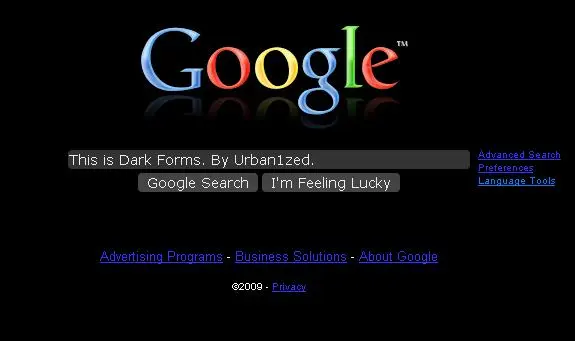 Google™
This is Dark Forms. By Urban1zed.
Google Search I'm Feeling Lucky
Advanced Search
Preferences
Language Tools
Advertising Programs - Business Solutions - About Google
©2009 - Privacy